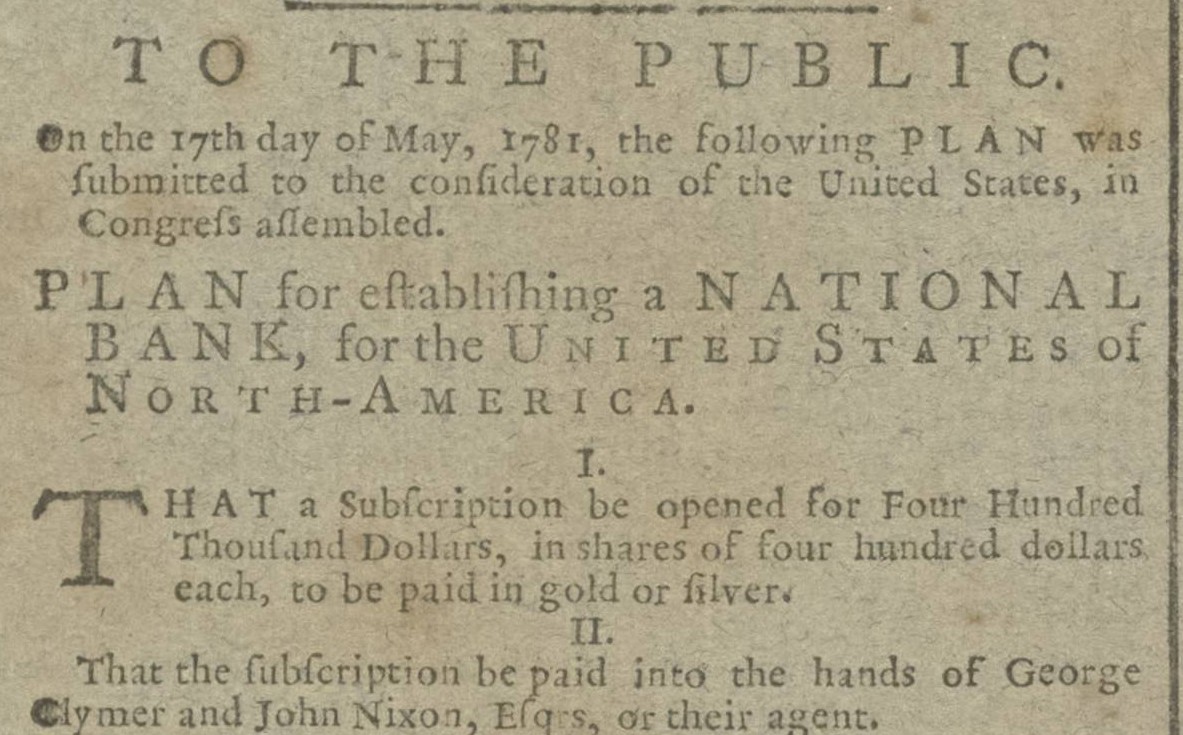 TO THE PUBLIC.
On the 17th day of May, 1781, the following PLAN was
ſubmitted to the conſideration of the United States, in
Congreſs aſſembled.
PLAN for eſtabliſhing a NATIONAL
BANK, for the UNITED STATES of
NORTH-AMERICA.
I.
THAT a Subſcription be opened for Four Hundred
Thouſand Dollars, in shares of four hundred dollars
each, to be paid in gold or ſilver.
II.
That the ſubſcription be paid into the hands of George
Clymer and John Nixon, Eſqrs, or their agent.